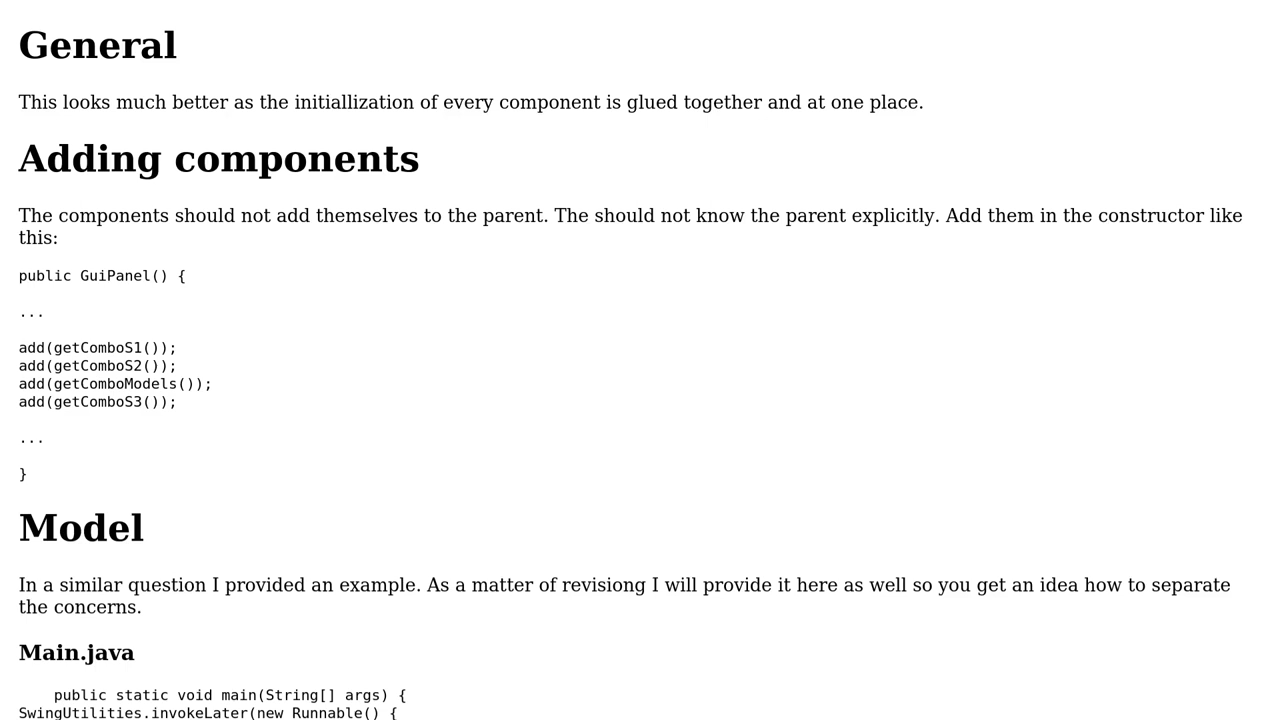 General
This looks much better as the initiallization of every component is glued together and at one place.
Adding components
The components should not add themselves to the parent. The should not know the parent explicitly. Add them in the constructor like
this:
public GuiPanel() {
...
add(getComboS1());
add(getComboS2());
add(getComboModels());
add(getComboS3());
...
}
Model
In a similar question I provided an example. As a matter of revisiong I will provide it here as well so you get an idea how to separate
the concerns.
Main.java
public static void main(String[] args) {
SwingUtilities.invokeLater(new Runnable() {